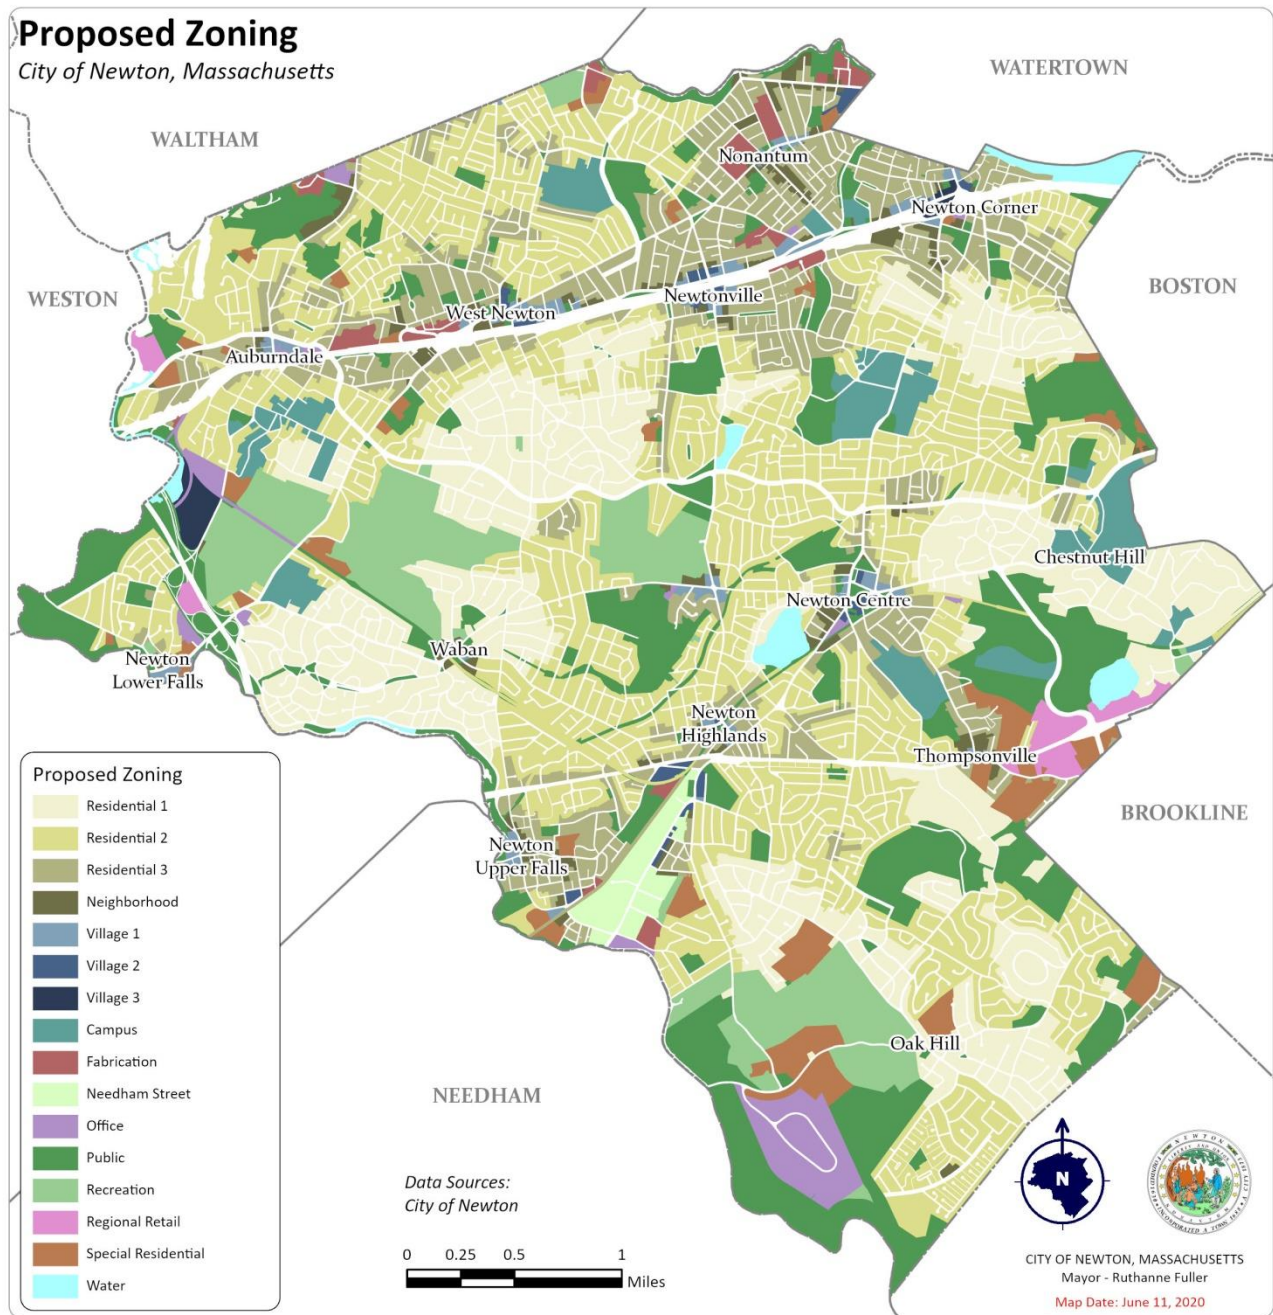 Proposed Zoning
City of Newton, Massachusetts
WATERTOWN
WALTHAM
Nonantum
Newton Corner
BOSTON
WESTON
Newtonville
West Newton
Auburndale
Chestnut Hill
Newton Centre
Waban
Newton
Lower Falls
Newton
Highlands
Thompsonville
BROOKLINE
Newton
Upper Falls
Oak Hill
NEEDHAM
Proposed Zoning
Residential 1
Residential 2
Residential 3
Neighborhood
Village 1
Village 2
Village 3
Campus
Fabrication
Needham Street
Office
Public
Recreation
Regional Retail
Special Residential
Water
Data Sources:
City of Newton
0 0.25 0.5 1
Miles
N
CITY OF NEWTON, MASSACHUSETTS
Mayor - Ruthanne Fuller
Map Date: June 11, 2020